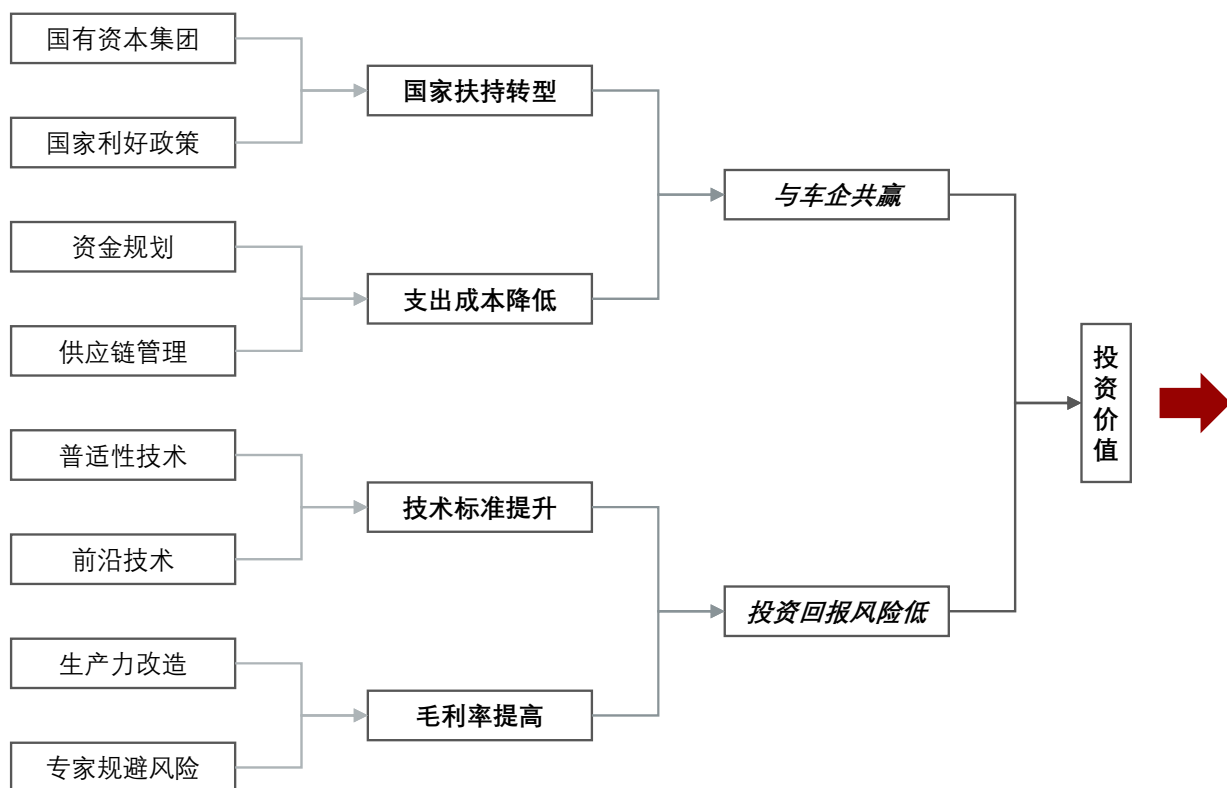 国有资本集团
国家利好政策
资金规划
供应链管理
普适性技术
前沿技术
生产力改造
专家规避风险
国家扶持转型
支出成本降低
技术标准提升
毛利率提高
与车企共赢
投资回报风险低
投资价值